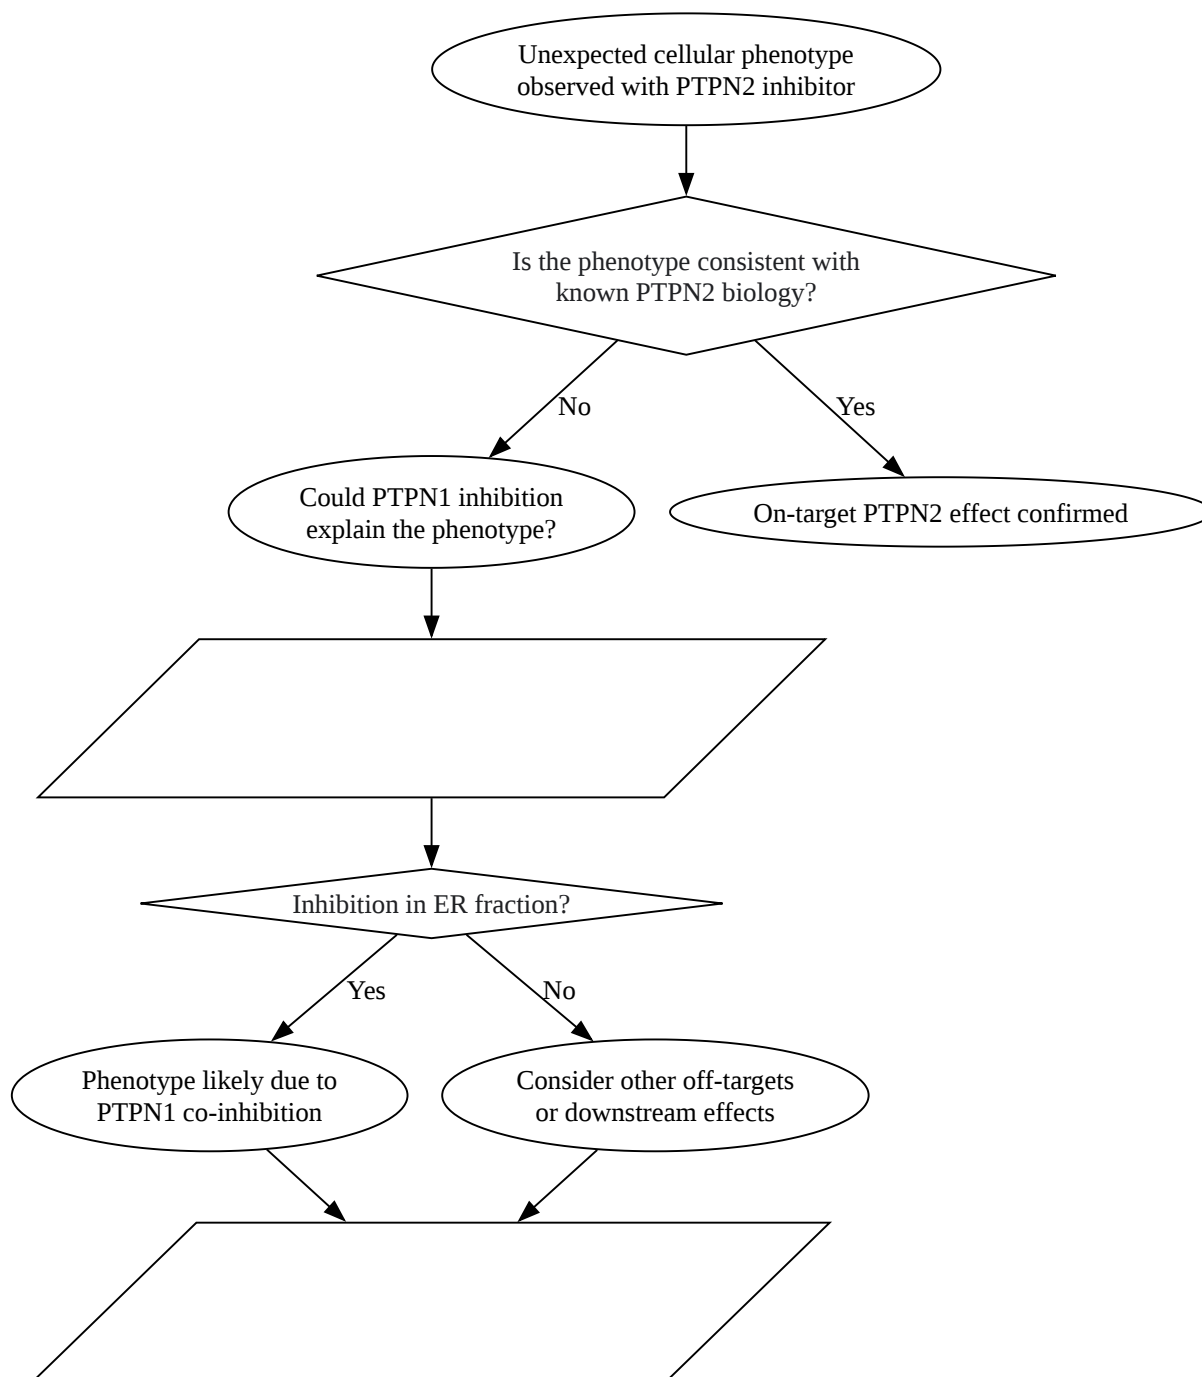 Unexpected cellular phenotype
observed with PTPN2 inhibitor
Is the phenotype consistent with
known PTPN2 biology?
No
Yes
Could PTPN1 inhibition
explain the phenotype?
On-target PTPN2 effect confirmed
Inhibition in ER fraction?
Yes
No
Phenotype likely due to
PTPN1 co-inhibition
Consider other off-targets
or downstream effects